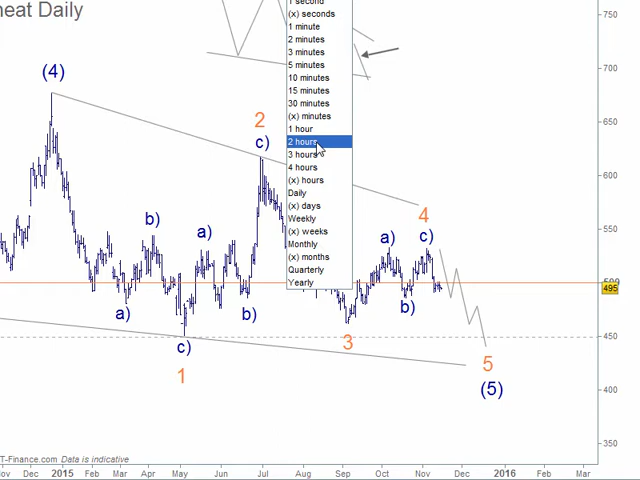 1 second
(x) seconds
1 minute
2 minutes
3 minutes
5 minutes
10 minutes
15 minutes
30 minutes
(x) minutes
1 hour
2 hours
3 hours
4 hours
(x) hours
Daily
(x) days
Weekly
(x) weeks
Monthly
(x) months
Quarterly
Yearly
heat Daily
(4)
2
c)
b)
a)
a)
b)
c)
1
3
a)
b)
4
c)
5
(5)
750
700
650
600
550
500
495
450
400
350
T-Finance.com Data is indicative
ov Dec 2015 Feb Mar Apr May Jun Jul Aug Sep Oct Nov Dec 2016 Feb Mar